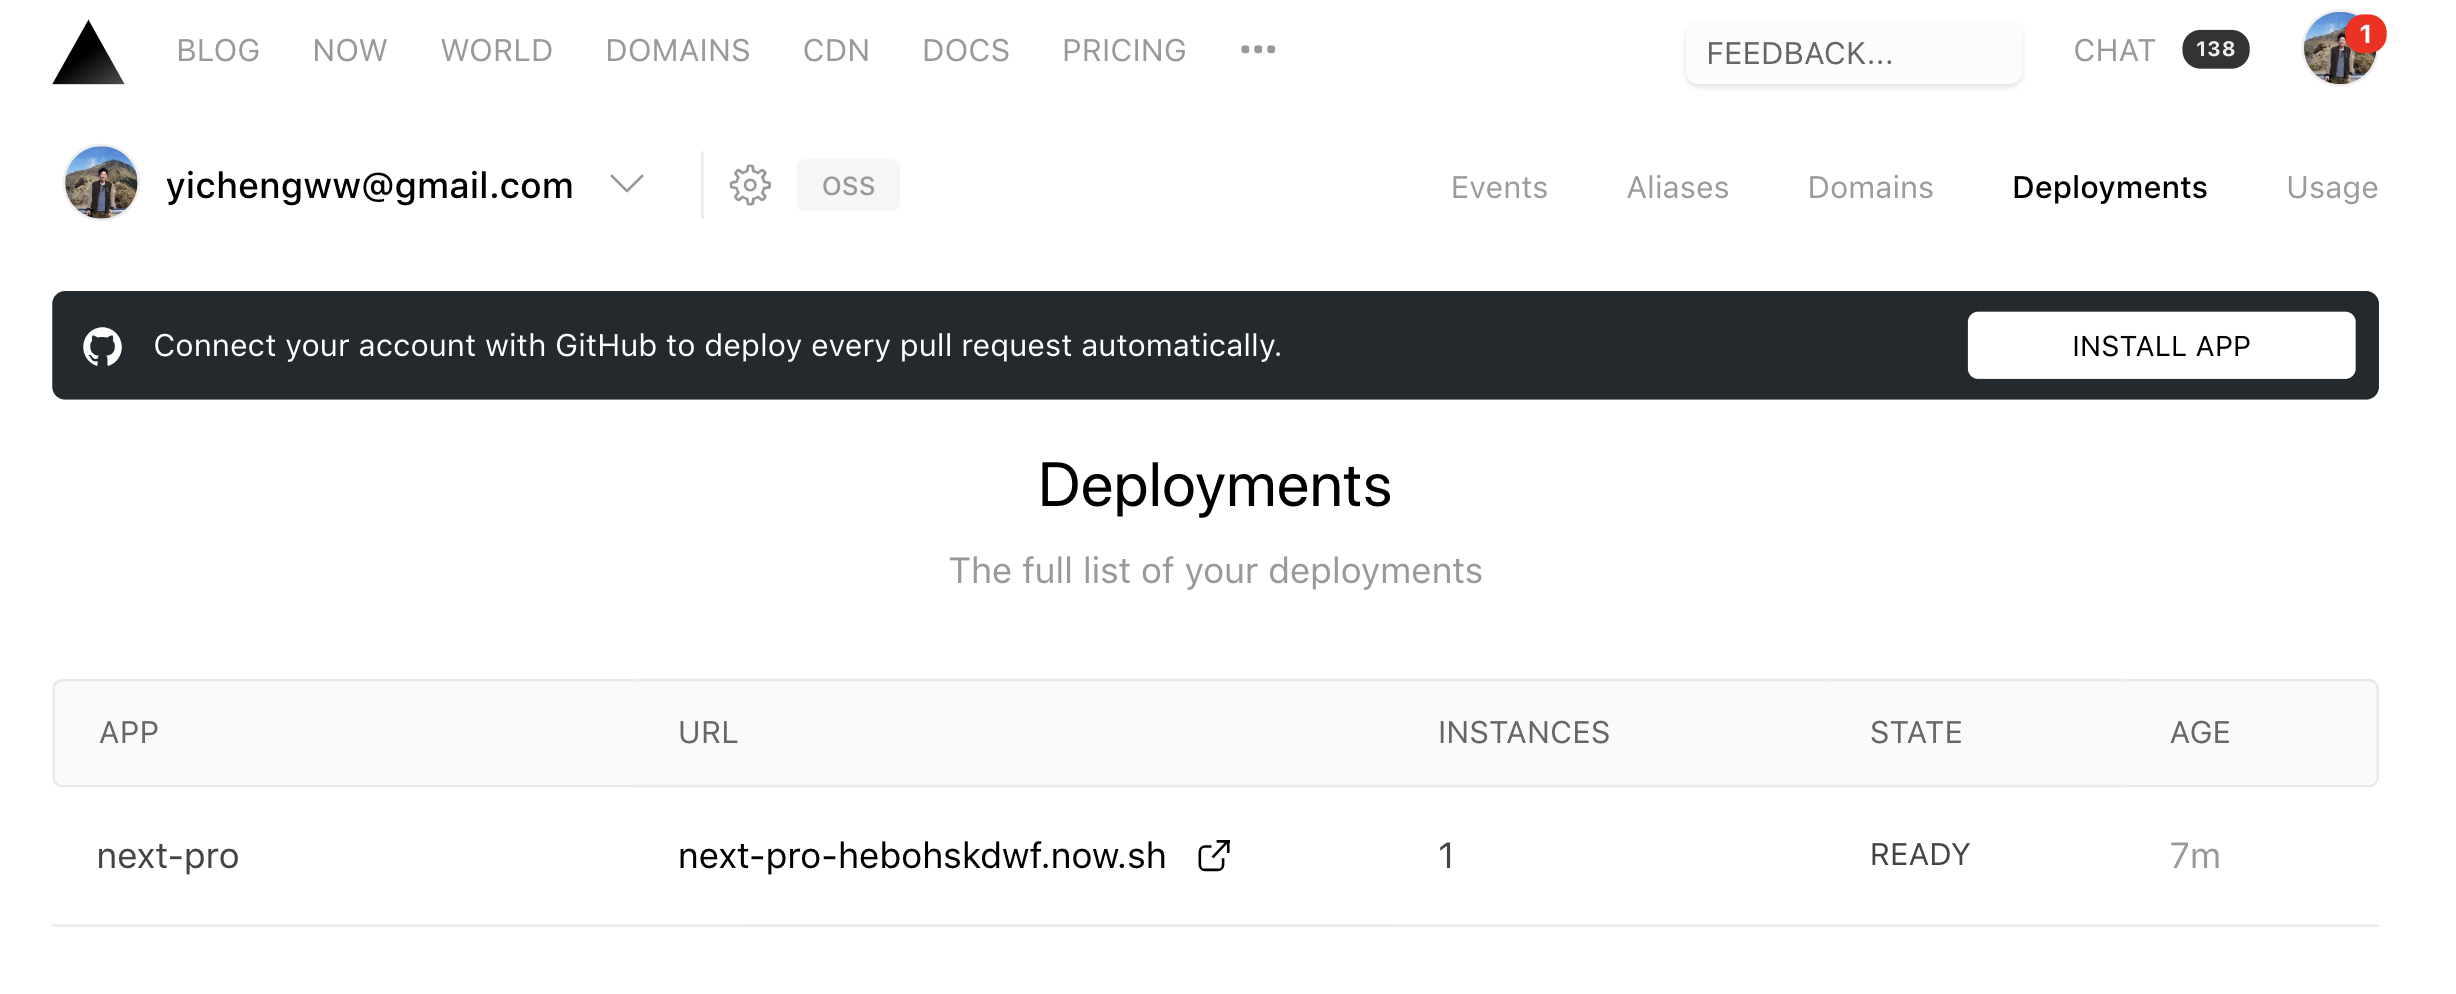 BLOG NOW WORLD DOMAINS CDN DOCS PRICING ••• FEEDBACK... CHAT 138 1
yichengww@gmail.com OSS Events Aliases Domains Deployments Usage
Connect your account with GitHub to deploy every pull request automatically. INSTALL APP
Deployments
The full list of your deployments
APP URL INSTANCES STATE AGE
next-pro next-pro-hebohskdwf.now.sh 1 READY 7m